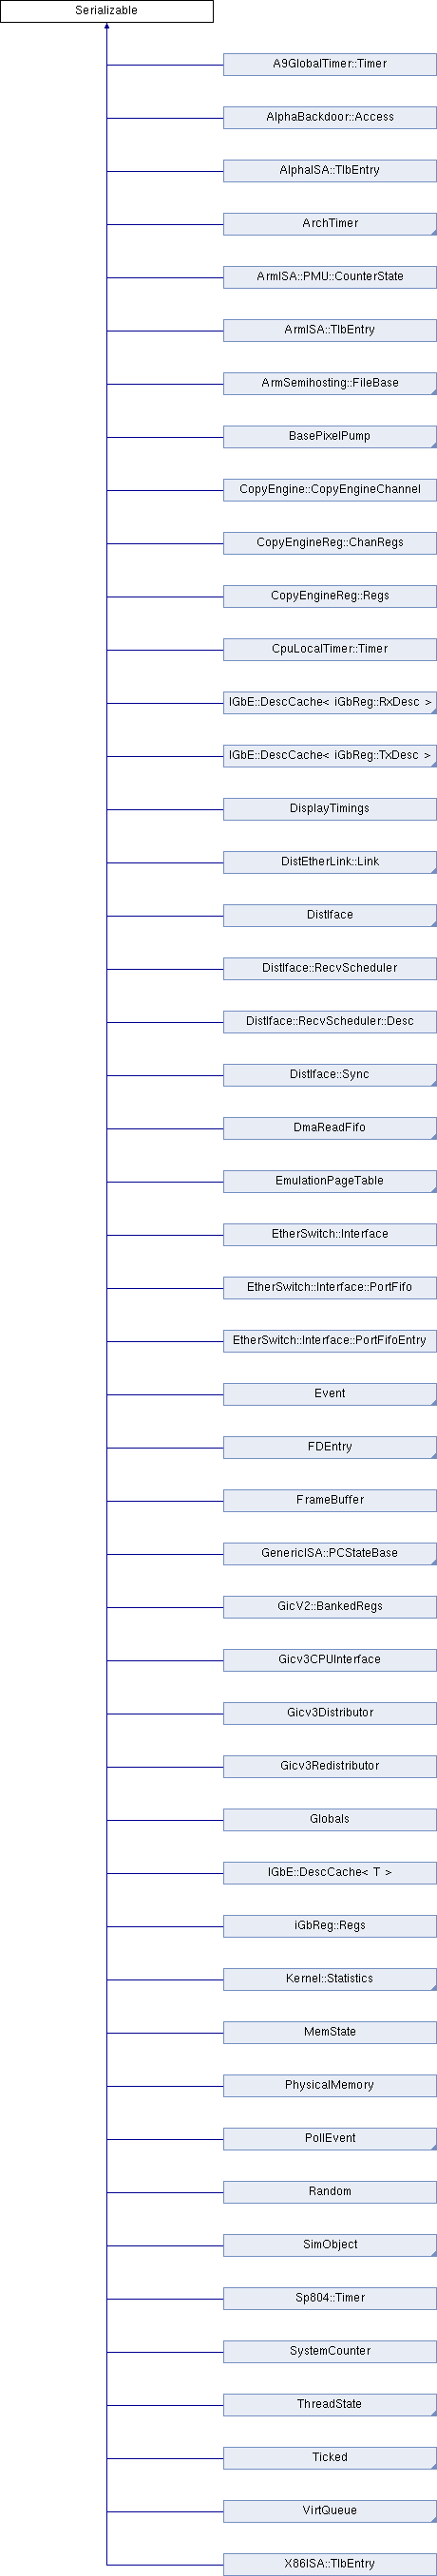 Serializable
A9GlobalTimer::Timer
AlphaBackdoor::Access
AlphaISA::TlbEntry
ArchTimer
ArmISA::PMU::CounterState
ArmISA::TlbEntry
ArmSemihosting::FileBase
BasePixelPump
CopyEngine::CopyEngineChannel
CopyEngineReg::ChanRegs
CopyEngineReg::Regs
CpuLocalTimer::Timer
IGbE::DescCache< iGbReg::RxDesc >
IGbE::DescCache< iGbReg::TxDesc >
DisplayTimings
DistEtherLink::Link
DistIface
DistIface::RecvScheduler
DistIface::RecvScheduler::Desc
DistIface::Sync
DmaReadFifo
EmulationPageTable
EtherSwitch::Interface
EtherSwitch::Interface::PortFifo
EtherSwitch::Interface::PortFifoEntry
Event
FDEntry
FrameBuffer
GenericISA::PCStateBase
GicV2::BankedRegs
Gicv3CPUInterface
Gicv3Distributor
Gicv3Redistributor
Globals
IGbE::DescCache< T >
iGbReg::Regs
Kernel::Statistics
MemState
PhysicalMemory
PollEvent
Random
SimObject
Sp804::Timer
SystemCounter
ThreadState
Ticked
VirtQueue
X86ISA::TlbEntry